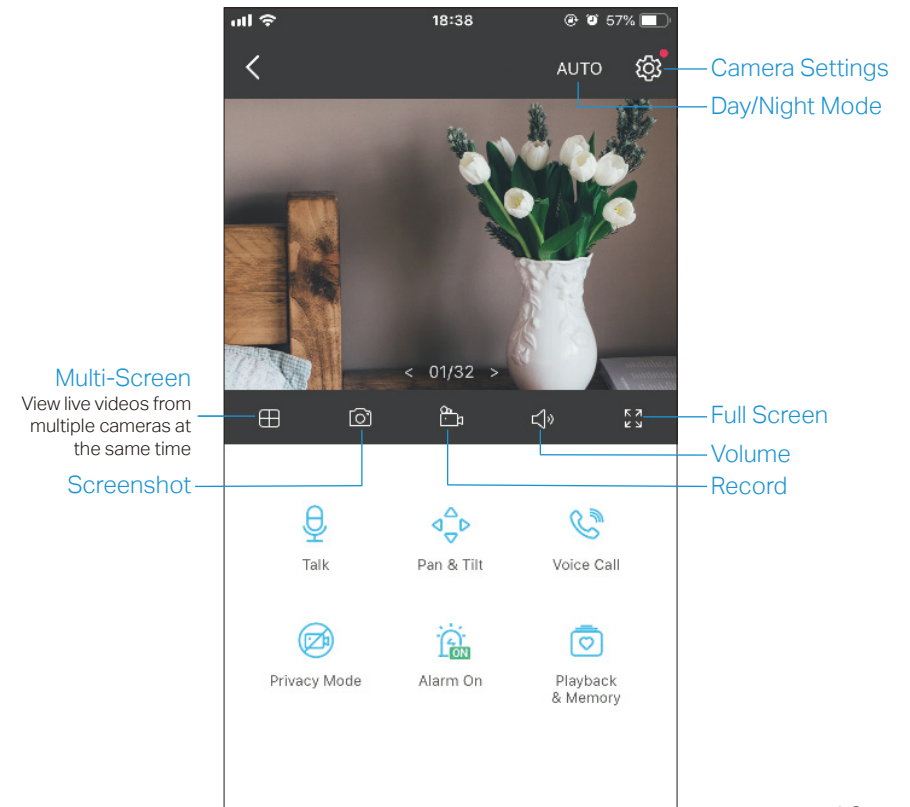 18:38
57%
AUTO
Camera Settings
Day/Night Mode
< 01/32 >
Multi-Screen
View live videos from
multiple cameras at
the same time
Screenshot
Full Screen
Volume
Record
Talk
Pan & Tilt
Voice Call
Privacy Mode
ON
Alarm On
Playback
& Memory